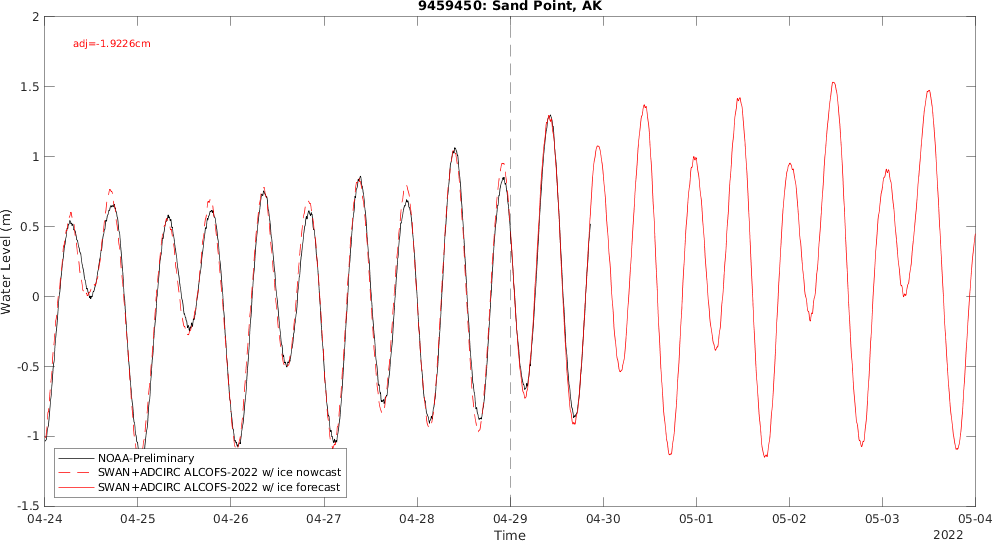 9459450: Sand Point, AK
adj=-1.9226cm
2
1.5
1
0.5
0
-0.5
-1
-1.5
Water Level (m)
NOAA-Preliminary
SWAN+ADCIRC ALCOFS-2022 w/ ice nowcast
SWAN+ADCIRC ALCOFS-2022 w/ ice forecast
04-24 04-25 04-26 04-27 04-28 04-29 04-30 05-01 05-02 05-03 05-04
Time
2022